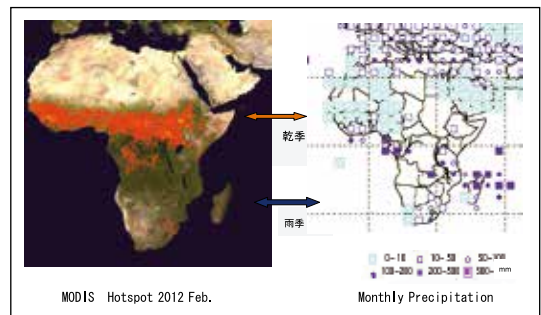 乾季
雨季
0-10 10-50 50-
100-200 200-500 500- mm
MODIS Hotspot 2012 Feb.
Monthly Precipitation